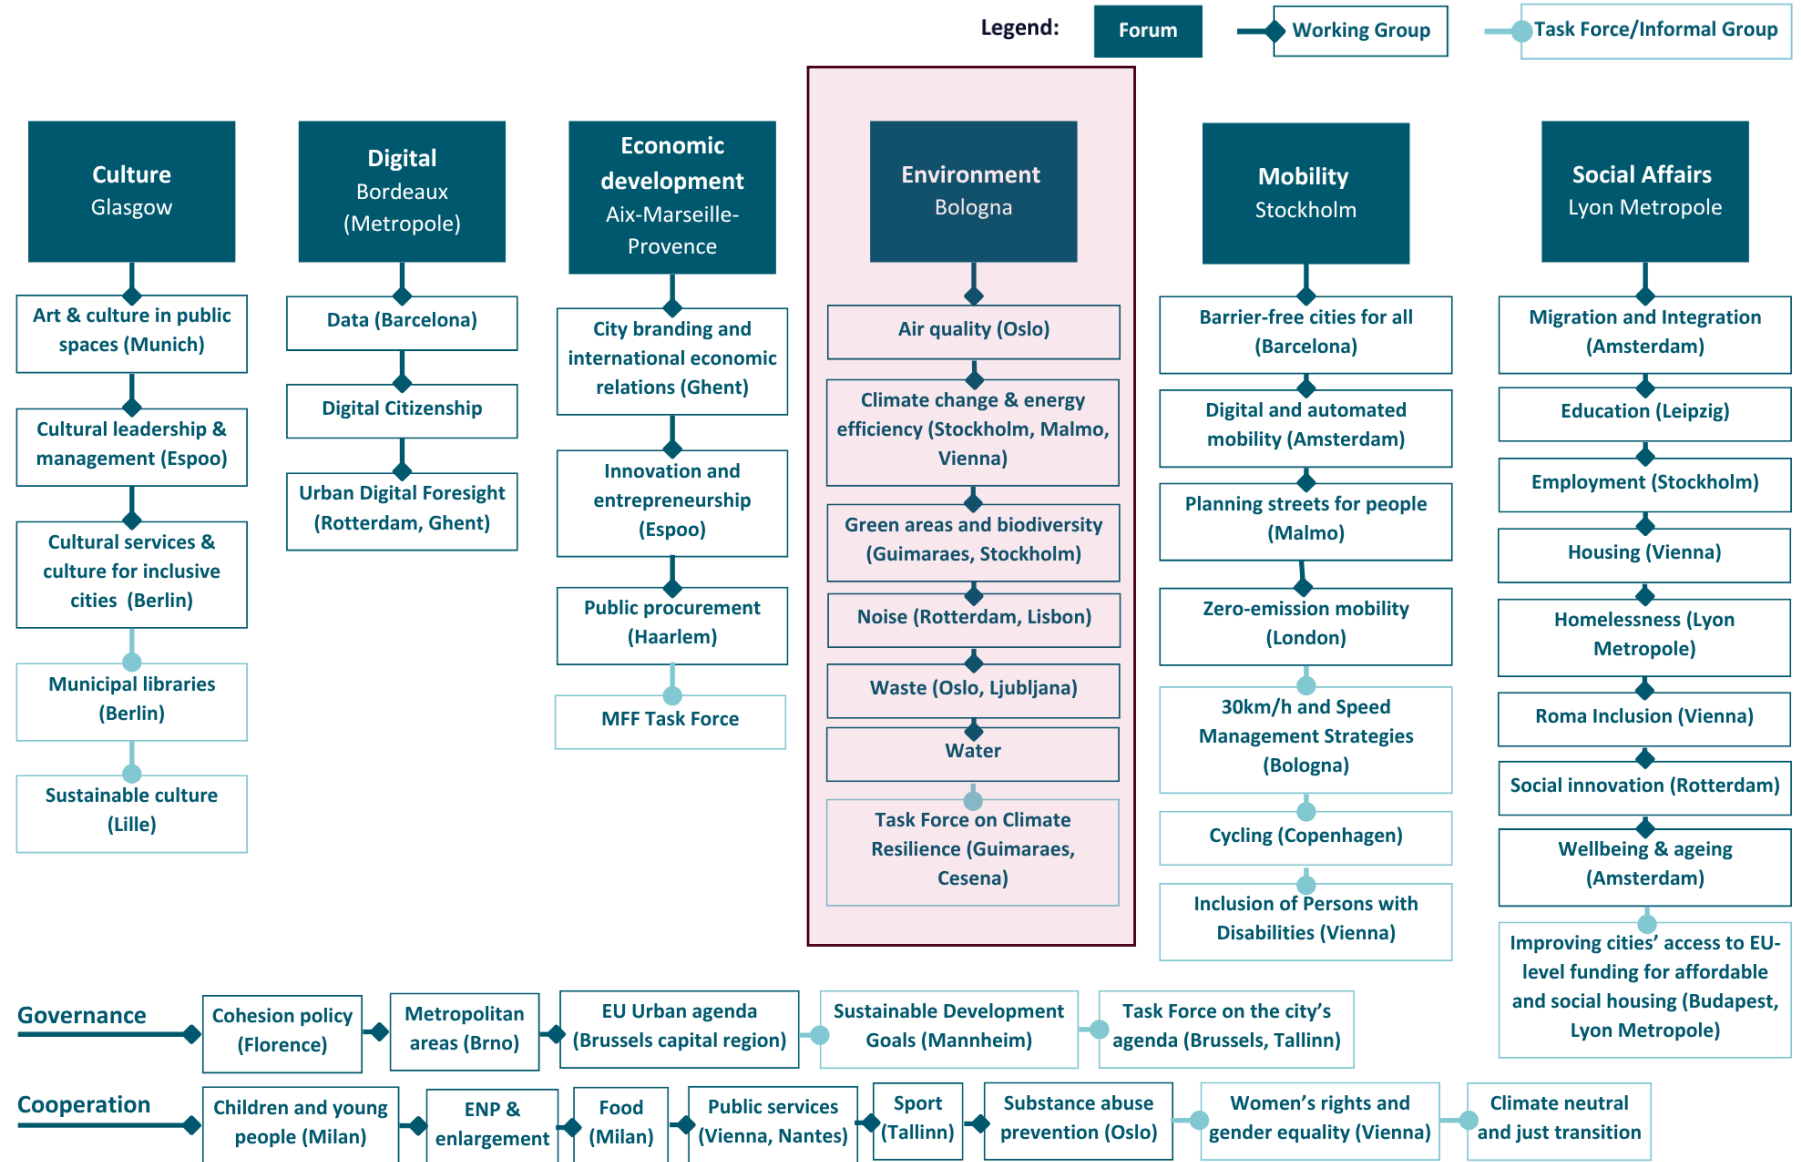 Legend:
Forum
Working Group
Task Force/Informal Group
Culture
Glasgow
Art & culture in public
spaces (Munich)
Cultural leadership &
management (Espoo)
Cultural services &
culture for inclusive
cities (Berlin)
Municipal libraries
(Berlin)
Sustainable culture
(Lille)
Digital
Bordeaux
(Metropole)
Data (Barcelona)
Digital Citizenship
Urban Digital Foresight
(Rotterdam, Ghent)
Economic
development
Aix-Marseille-
Provence
City branding and
international economic
relations (Ghent)
Innovation and
entrepreneurship
(Espoo)
Public procurement
(Haarlem)
MFF Task Force
Environment
Bologna
Air quality (Oslo)
Climate change & energy
efficiency (Stockholm, Malmo,
Vienna)
Green areas and biodiversity
(Guimaraes, Stockholm)
Noise (Rotterdam, Lisbon)
Waste (Oslo, Ljubljana)
Water
Task Force on Climate
Resilience (Guimaraes,
Cesena)
Mobility
Stockholm
Barrier-free cities for all
(Barcelona)
Digital and automated
mobility (Amsterdam)
Planning streets for people
(Malmo)
Zero-emission mobility
(London)
30km/h and Speed
Management Strategies
(Bologna)
Cycling (Copenhagen)
Inclusion of Persons with
Disabilities (Vienna)
Social Affairs
Lyon Metropole
Migration and Integration
(Amsterdam)
Education (Leipzig)
Employment (Stockholm)
Housing (Vienna)
Homelessness (Lyon
Metropole)
Roma Inclusion (Vienna)
Social innovation (Rotterdam)
Wellbeing & ageing
(Amsterdam)
Improving cities' access to EU-
level funding for affordable
and social housing (Budapest,
Lyon Metropole)
Governance
Cohesion policy
(Florence)
Metropolitan
areas (Brno)
EU Urban agenda
(Brussels capital region)
Sustainable Development
Goals (Mannheim)
Task Force on the city's
agenda (Brussels, Tallinn)
Cooperation
Children and young
people (Milan)
ENP &
enlargement
Food
(Milan)
Public services
(Vienna, Nantes)
Sport
(Tallinn)
Substance abuse
prevention (Oslo)
Women's rights and
gender equality (Vienna)
Climate neutral
and just transition